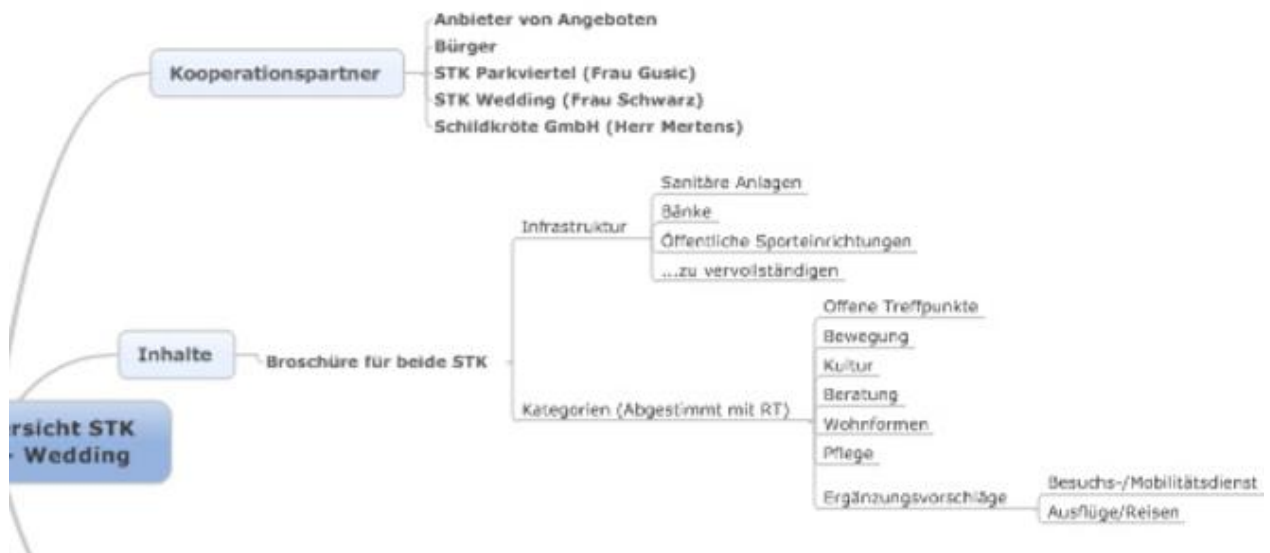 Anbieter von Angeboten
Bürger
Kooperationspartner
STK Parkviertel (Frau Gusic)
STK Wedding (Frau Schwarz)
Schildkröte GmbH (Herr Mertens)
Sanitäre Anlagen
Bänke
Infrastruktur
Öffentliche Sporteinrichtungen
...zu vervollständigen
Offene Treffpunkte
Bewegung
Inhalte
Broschüre für beide STK
Kultur
Beratung
Kategorien (Abgestimmt mit RT)
Wohnformen
Pflege
rsicht STK
- Wedding
Ergänzungsvorschläge
Besuchs-/Mobilitätsdienst
Ausflüge/Reisen